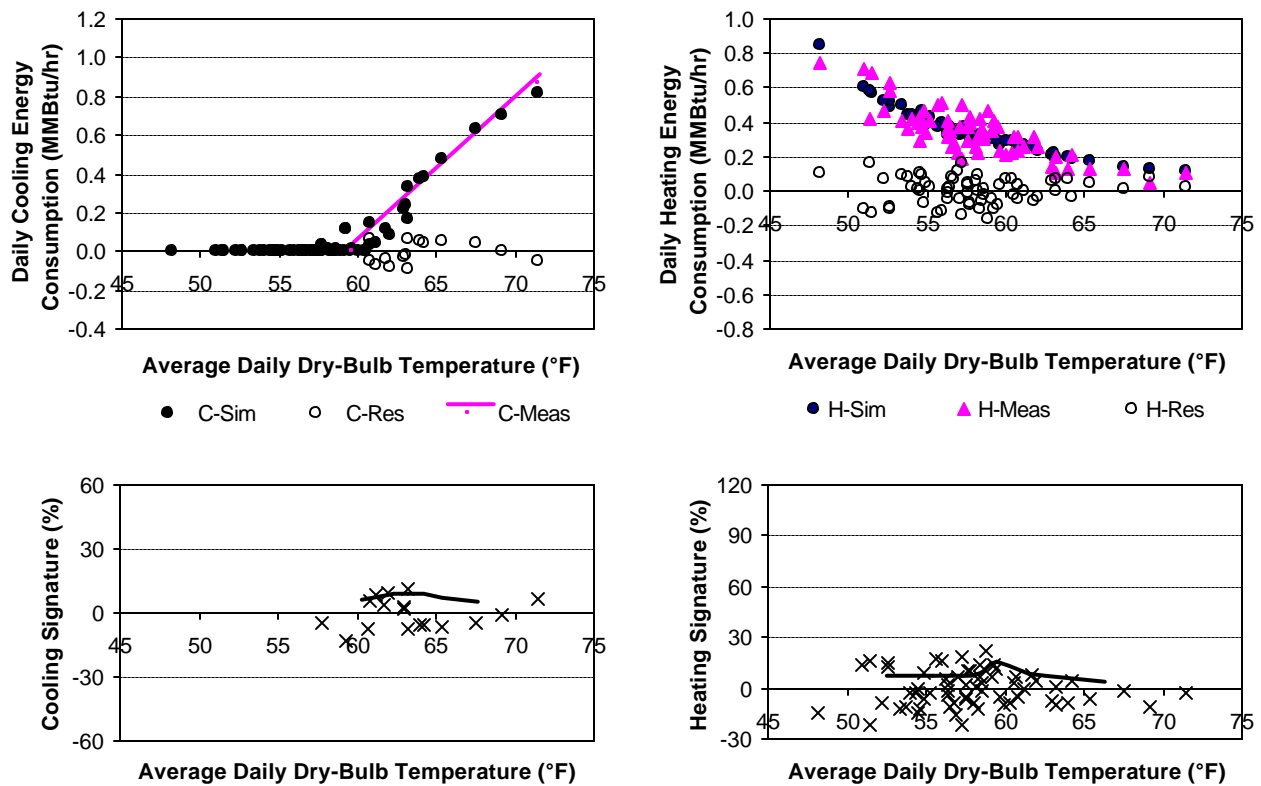 Daily Cooling Energy
Consumption (MMBtu/hr)
1.2
1.0
0.8
0.6
0.4
0.2
0.0
-0.2
-0.4
45 50 55 60 65 70 75
Average Daily Dry-Bulb Temperature (°F)
C-Sim C-Res C-Meas
Daily Heating Energy
Consumption (MMBtu/hr)
1.0
0.8
0.6
0.4
0.2
0.0
-0.2
-0.4
-0.6
-0.8
45 50 55 60 65 70 75
Average Daily Dry-Bulb Temperature (°F)
H-Sim H-Meas H-Res
Cooling Signature (%)
60
30
0
-30
-60
45 50 55 60 65 70 75
Average Daily Dry-Bulb Temperature (°F)
Heating Signature (%)
120
90
60
30
0
-30
45 50 55 60 65 70 75
Average Daily Dry-Bulb Temperature (°F)